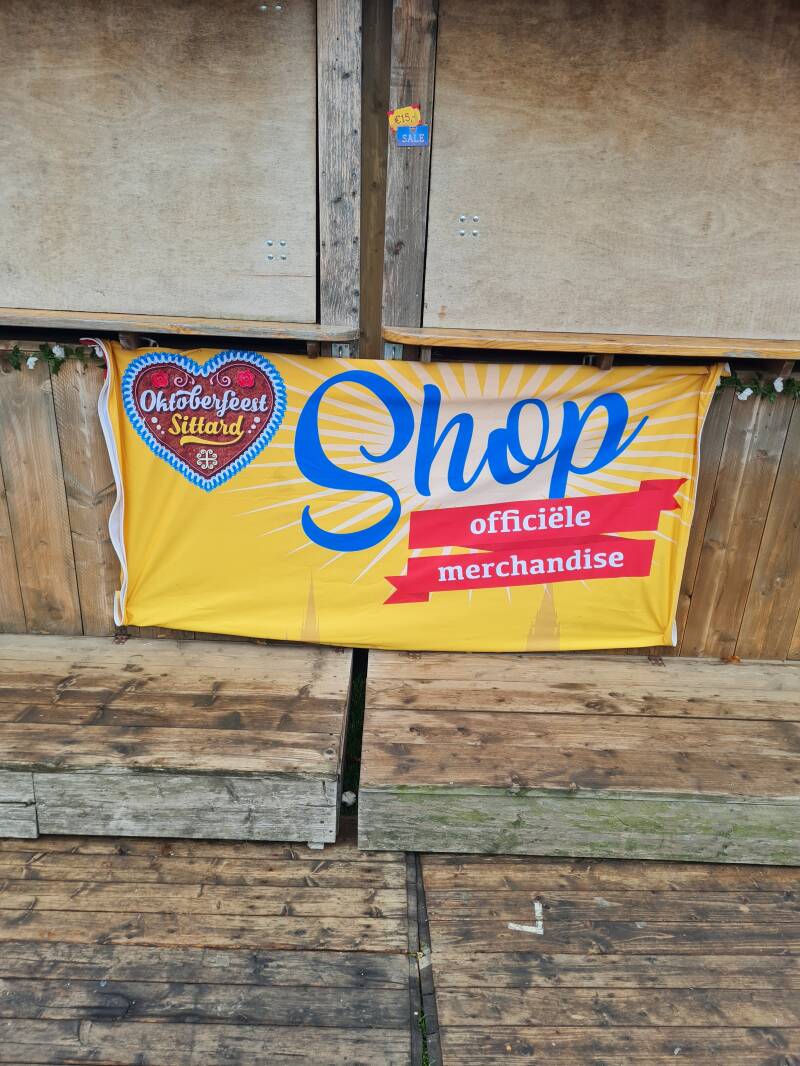 €15,-
SALE
Oktoberfeest
Sittard
Shop
officiële
merchandise